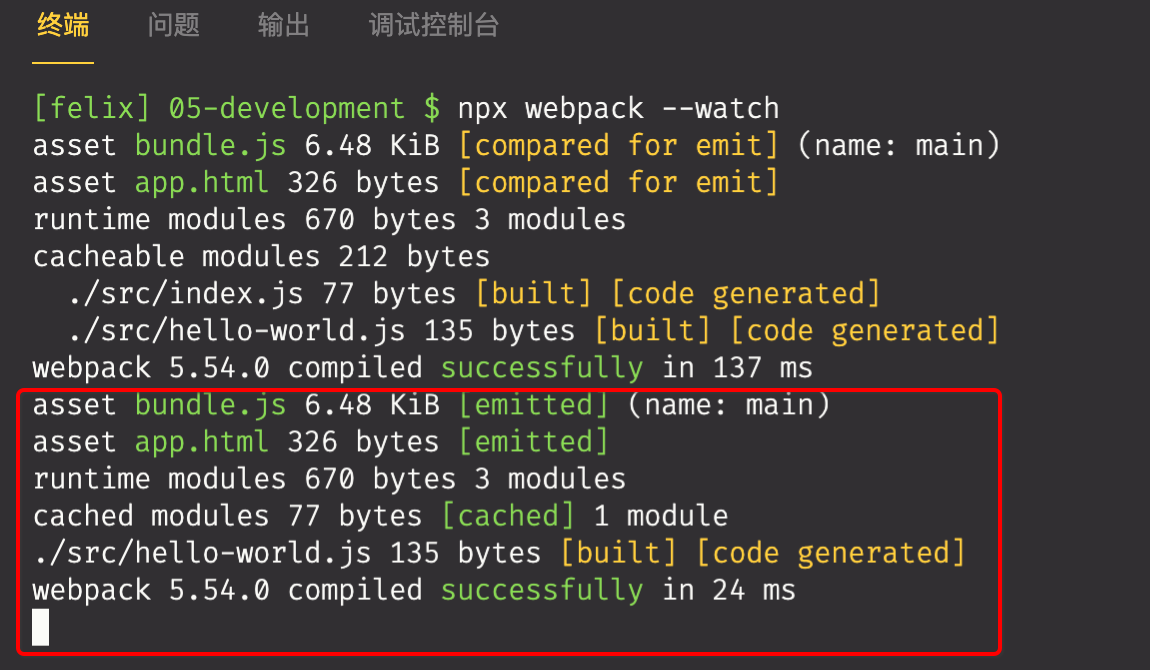 终端 问题 输出 调试控制台
[felix] 05-development $ npx webpack --watch
asset bundle.js 6.48 KiB [compared for emit] (name: main)
asset app.html 326 bytes [compared for emit]
runtime modules 670 bytes 3 modules
cacheable modules 212 bytes
  ./src/index.js 77 bytes [built] [code generated]
  ./src/hello-world.js 135 bytes [built] [code generated]
webpack 5.54.0 compiled successfully in 137 ms
asset bundle.js 6.48 KiB [emitted] (name: main)
asset app.html 326 bytes [emitted]
runtime modules 670 bytes 3 modules
cached modules 77 bytes [cached] 1 module
./src/hello-world.js 135 bytes [built] [code generated]
webpack 5.54.0 compiled successfully in 24 ms